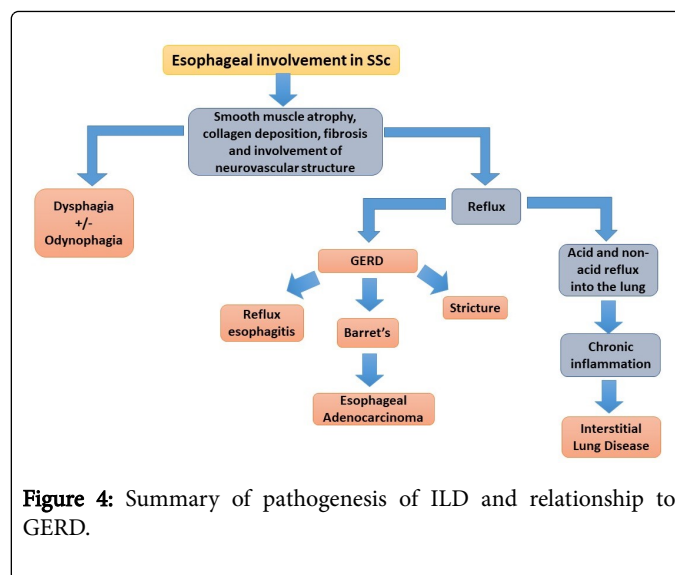 Esophageal involvement in SSc
Smooth muscle atrophy,
collagen deposition, fibrosis
and involvement of
neurovascular structure
Dysphagia
+/-
Odynophagia
Reflux
GERD
Acid and non-
acid reflux
into the lung
Reflux
esophagitis
Barret's
Stricture
Chronic
inflammation
Esophageal
Adenocarcinoma
Interstitial
Lung Disease
Figure 4: Summary of pathogenesis of ILD and relationship to
GERD.